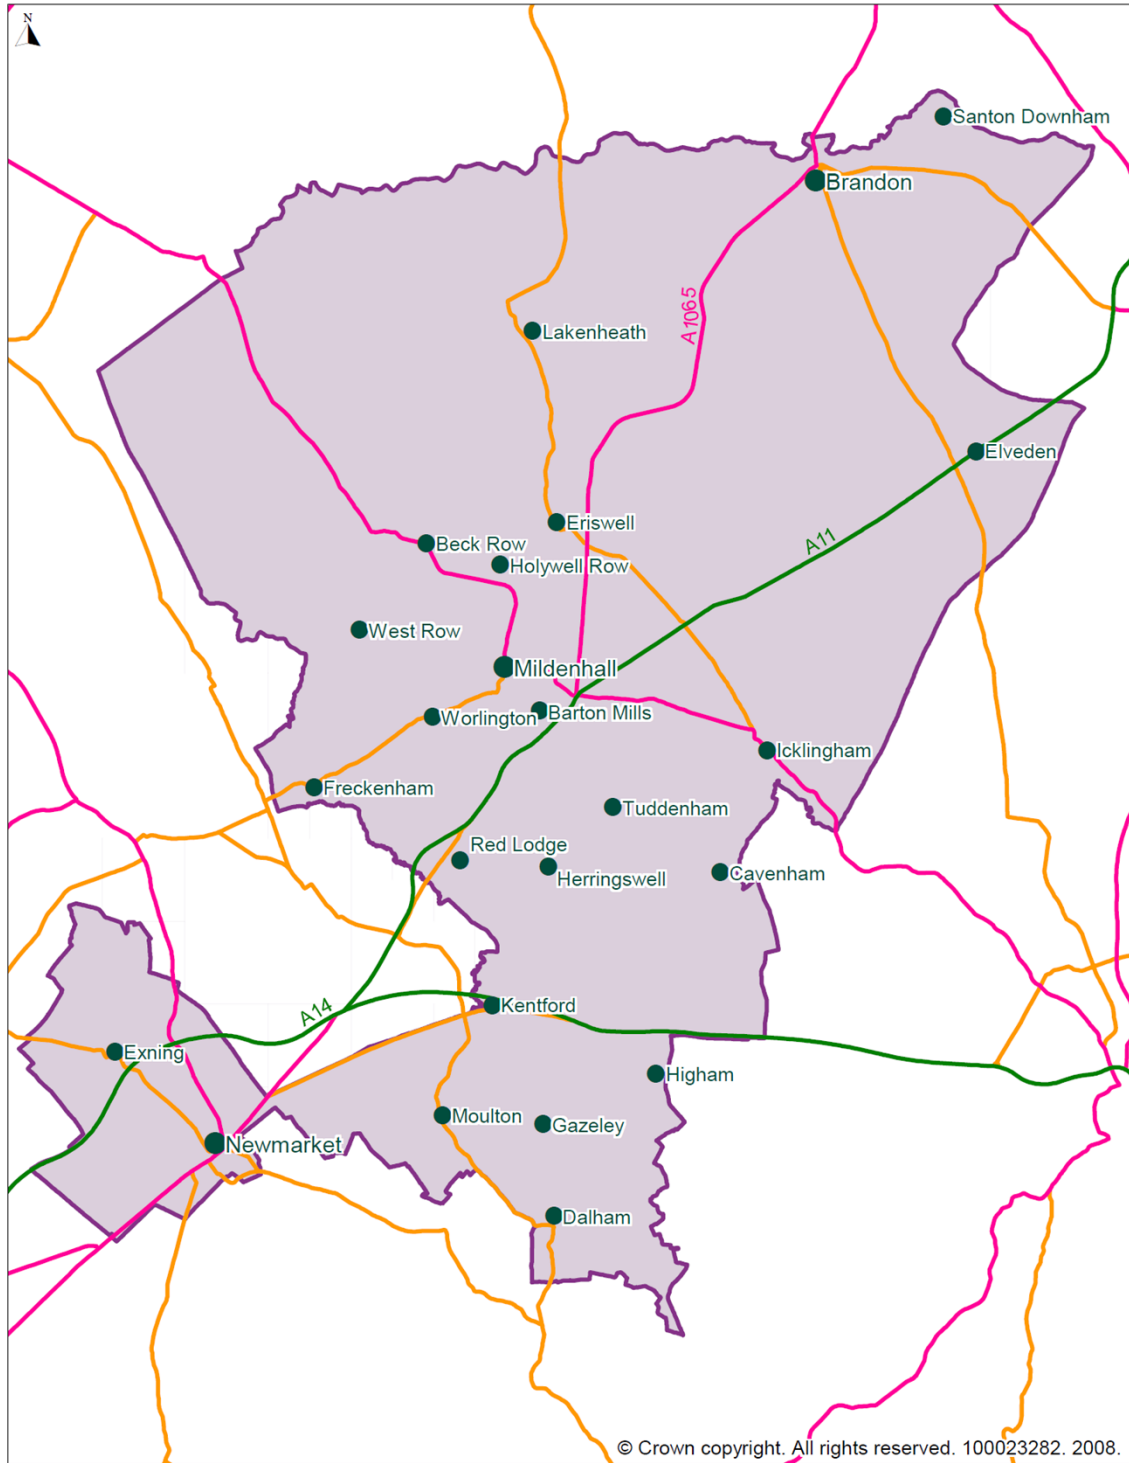 N
Santon Downham
Brandon
A1065
Lakenheath
Elveden
Eriswell
A11
Beck Row
Holywell Row
West Row
Mildenhall
Barton Mills
Worlington
Icklingham
Freckenham
Tuddenham
Red Lodge
Herringswell
Cavenham
Kentford
A14
Exning
Higham
Moulton
Gazeley
Newmarket
Dalham
© Crown copyright. All rights reserved. 100023282. 2008.